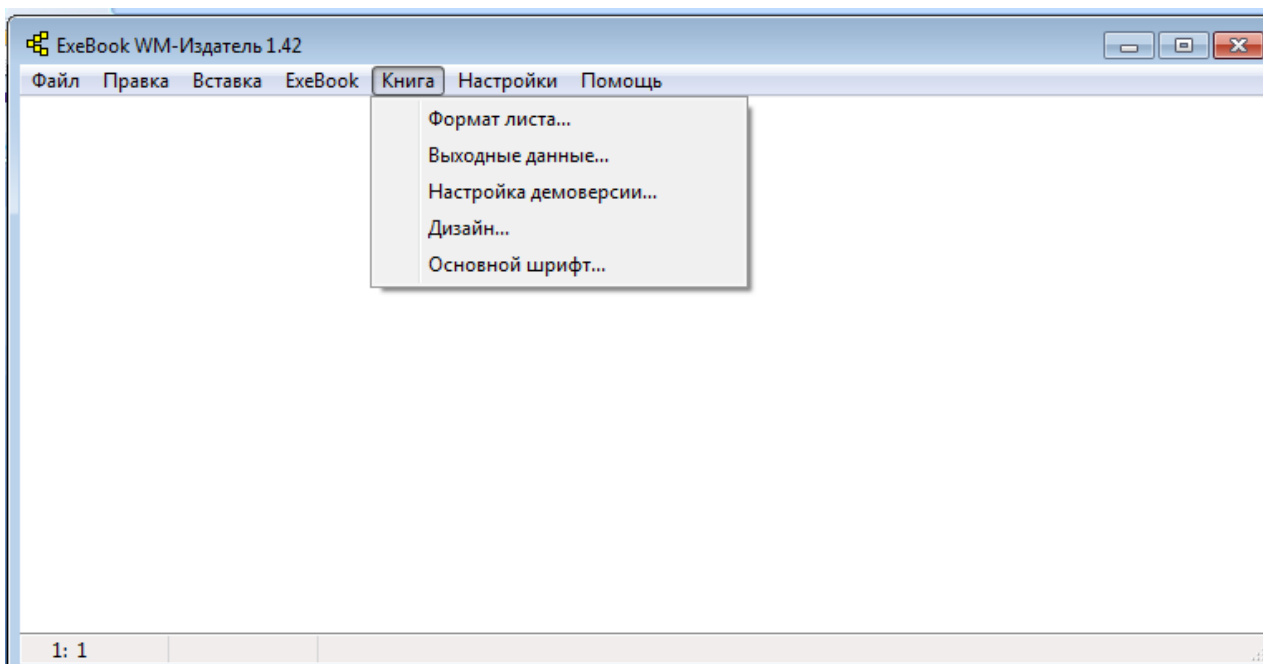 ExeBook WM-Издатель 1.42
Файл Правка Вставка ExeBook Книга Настройки Помощь
Формат листа...
Выходные данные...
Настройка демоверсии...
Дизайн...
Основной шрифт...
1: 1